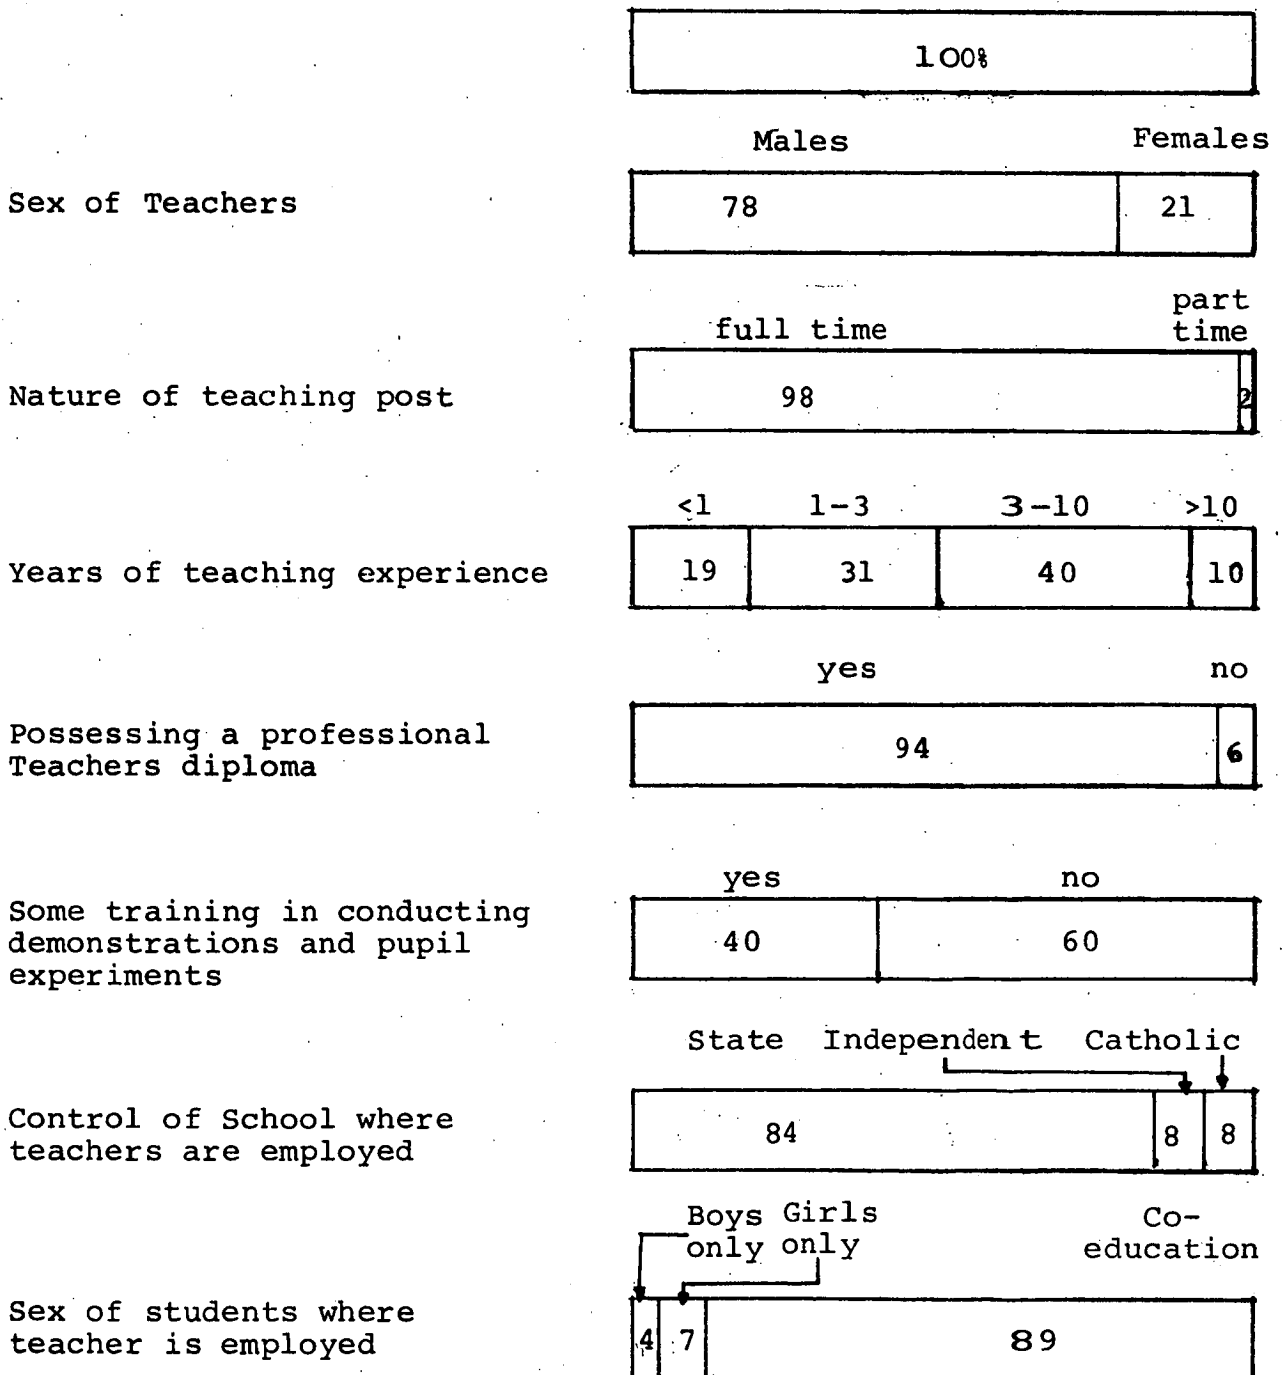 100%
Males Females
Sex of Teachers 78 21
part
full time time
Nature of teaching post 98 2
<1 1-3 3-10 >10
Years of teaching experience 19 31 40 10
yes no
Possessing a professional
Teachers diploma
94 6
yes no
Some training in conducting
demonstrations and pupil
experiments
40 60
State Independent Catholic
Control of School where
teachers are employed
84 8 8
Boys Girls Co-
only only education
Sex of students where
teacher is employed
4 7 89